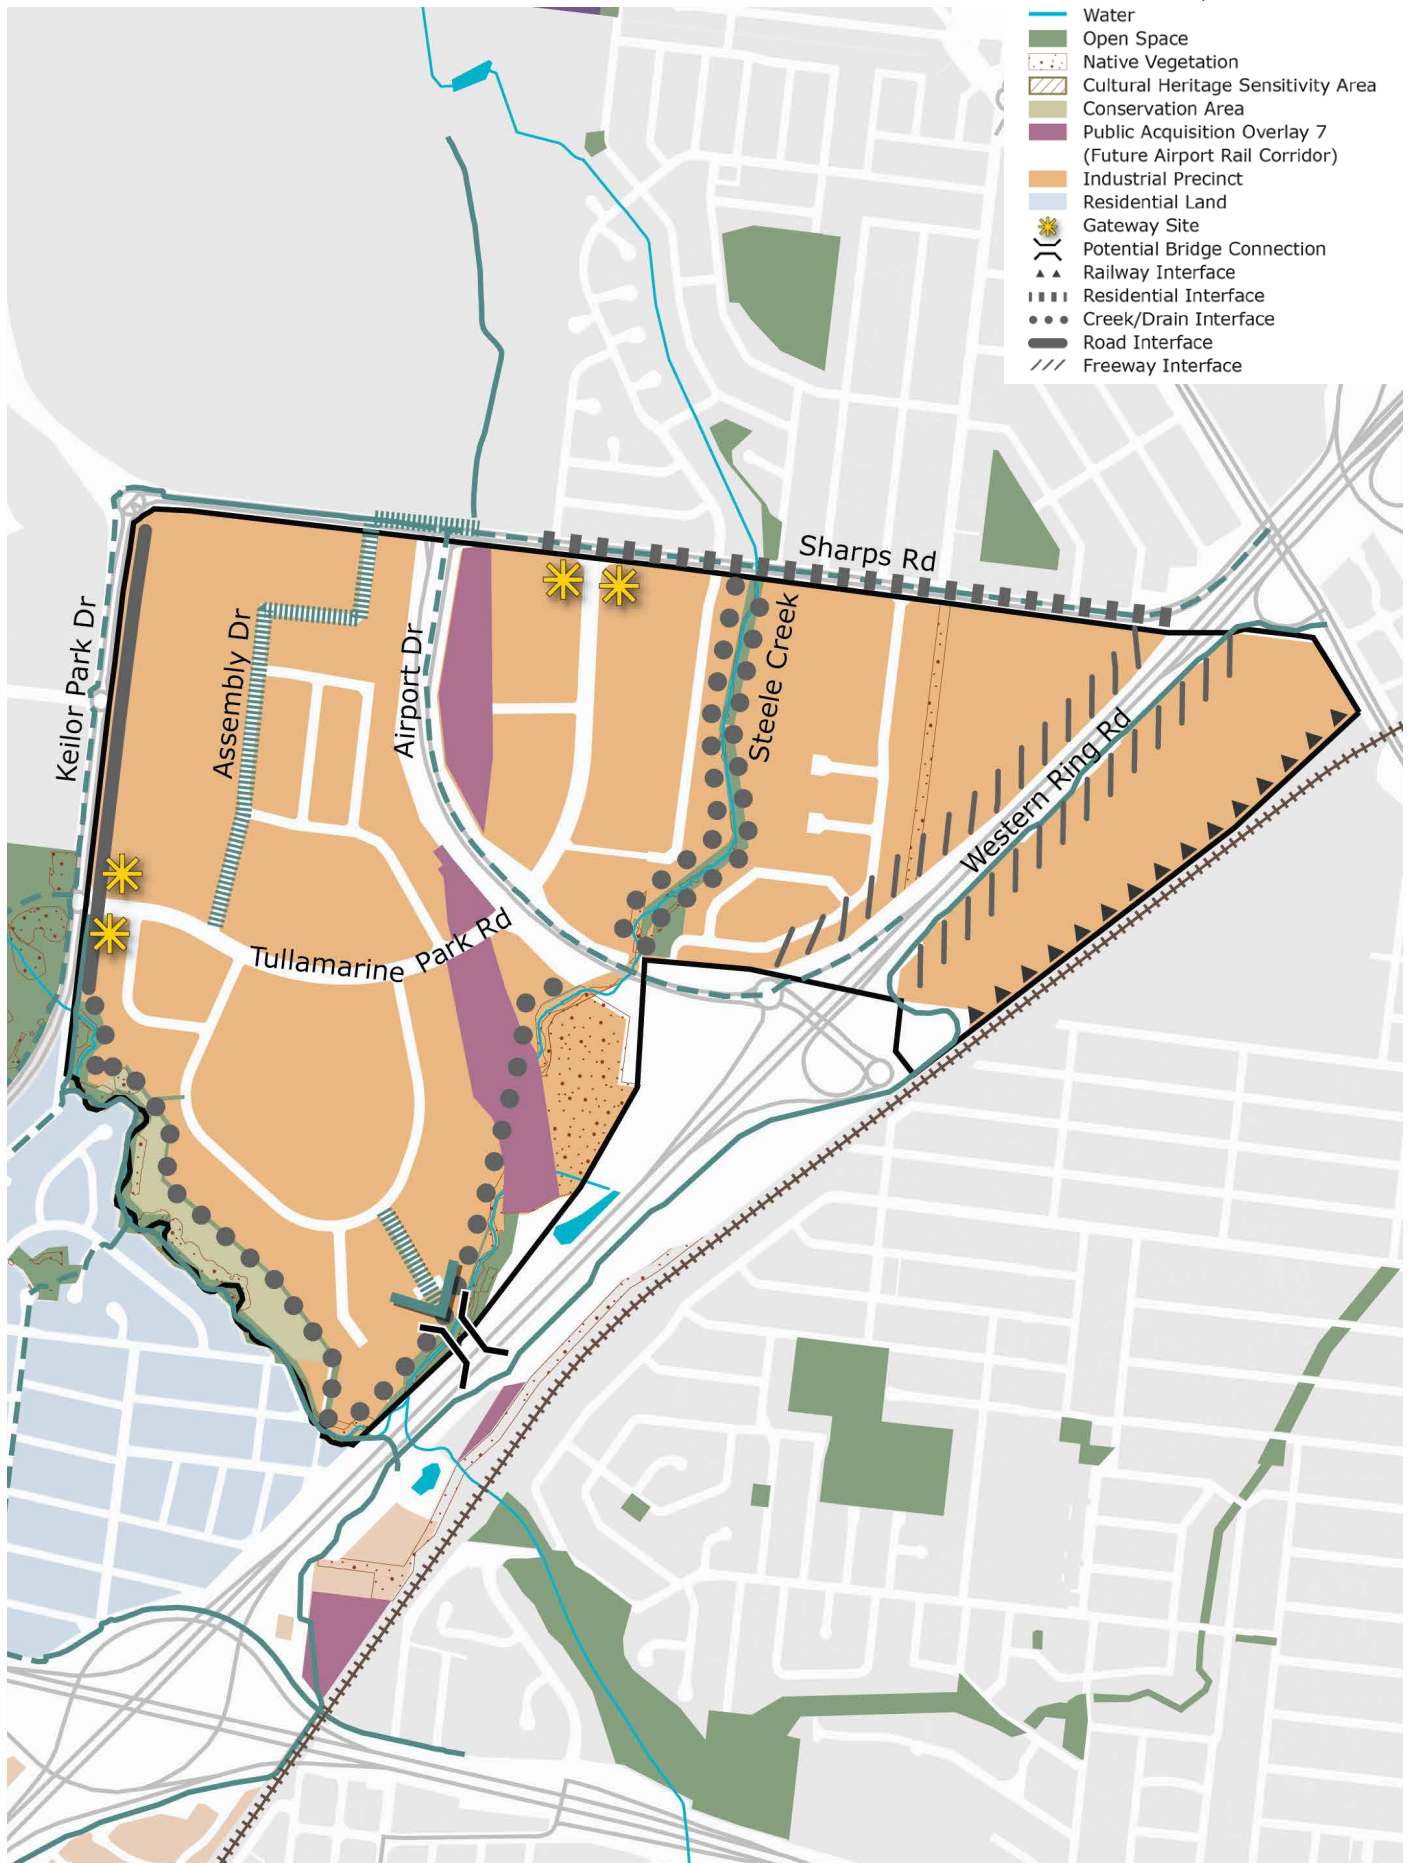 Water
Open Space
Native Vegetation
Cultural Heritage Sensitivity Area
Conservation Area
Public Acquisition Overlay 7
(Future Airport Rail Corridor)
Industrial Precinct
Residential Land
Gateway Site
Potential Bridge Connection
Railway Interface
Residential Interface
Creek/Drain Interface
Road Interface
Freeway Interface
Sharps Rd
Keilor Park Dr
Assembly Dr
Airport Dr
Steele Creek
Western Ring Rd
Tullamarine Park Rd